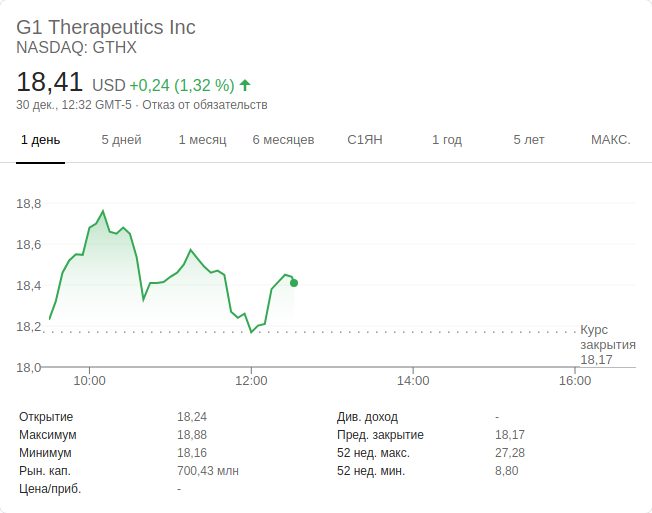 G1 Therapeutics Inc
NASDAQ: GTHX
18,41 USD +0,24 (1,32 %)
30 дек., 12:32 GMT-5 · Отказ от обязательств
1 день 5 дней 1 месяц 6 месяцев С1ЯН 1 год 5 лет МАКС.
18,8
18,6
18,4
18,2
18,0
Курс
закрытия
18,17
10:00 12:00 14:00 16:00
Открытие 18,24 Див. доход -
Максимум 18,88 Пред. закрытие 18,17
Минимум 18,16 52 нед. макс. 27,28
Рын. кап. 700,43 млн 52 нед. мин. 8,80
Цена/приб. -